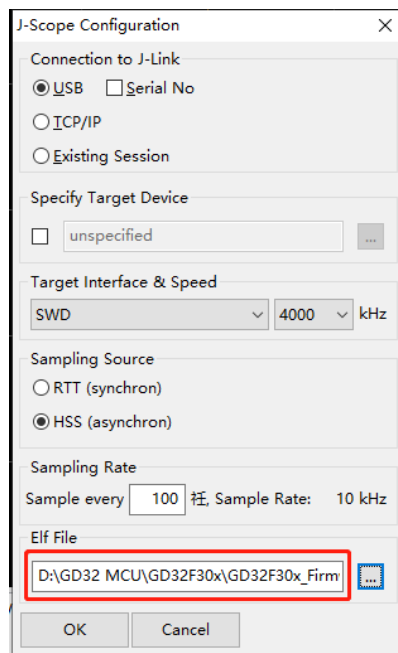 J-Scope Configuration
Connection to J-Link
USB Serial No
TCP/IP
Existing Session
Specify Target Device
unspecified ...
Target Interface & Speed
SWD 4000 kHz
Sampling Source
RTT (synchron)
HSS (asynchron)
Sampling Rate
Sample every 100 祄, Sample Rate: 10 kHz
Elf File
D:\GD32 MCU\GD32F30x\GD32F30x_Firm ...
OK Cancel